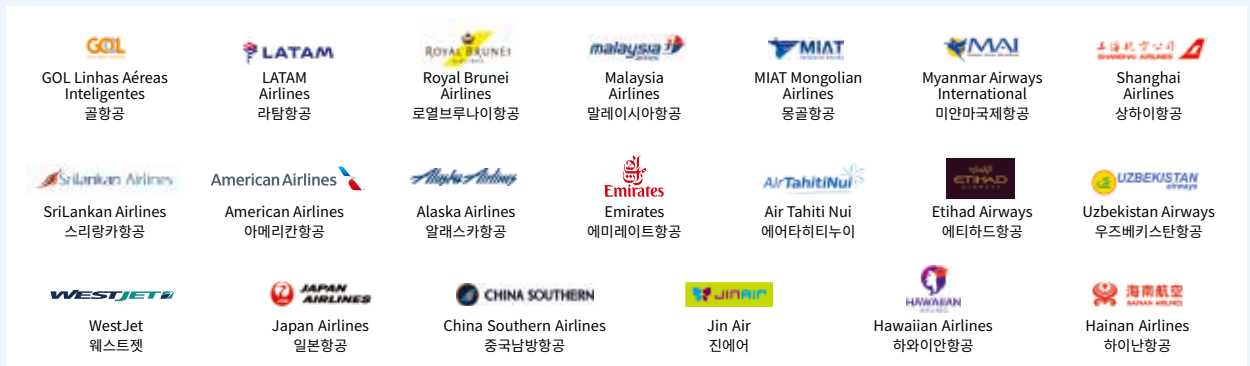 GOL
LATAM
ROYAL BRUNEI
malaysia
airlines
MIAT
MAI
上海航空公司
SHANGHAI AIRLINES
GOL Linhas Aéreas
Inteligentes
골항공
LATAM
Airlines
라탐항공
Royal Brunei
Airlines
로열브루나이항공
Malaysia
Airlines
말레이시아항공
MIAT Mongolian
Airlines
몽골항공
Myanmar Airways
International
미얀마국제항공
Shanghai
Airlines
상하이항공
SriLankan Airlines
American Airlines
Alaska Airlines
Emirates
Air Tahiti Nui
ETIHAD
AIRWAYS
UZBEKISTAN
airways
SriLankan Airlines
스리랑카항공
American Airlines
아메리칸항공
Alaska Airlines
알래스카항공
Emirates
에미레이트항공
Air Tahiti Nui
에어타히티누이
Etihad Airways
에티하드항공
Uzbekistan Airways
우즈베키스탄항공
WESTJET
JAPAN
AIRLINES
CHINA SOUTHERN
JINAIR
HAWAIIAN
AIRLINES
海南航空
HAINAN AIRLINES
WestJet
웨스트젯
Japan Airlines
일본항공
China Southern Airlines
중국남방항공
Jin Air
진에어
Hawaiian Airlines
하와이안항공
Hainan Airlines
하이난항공